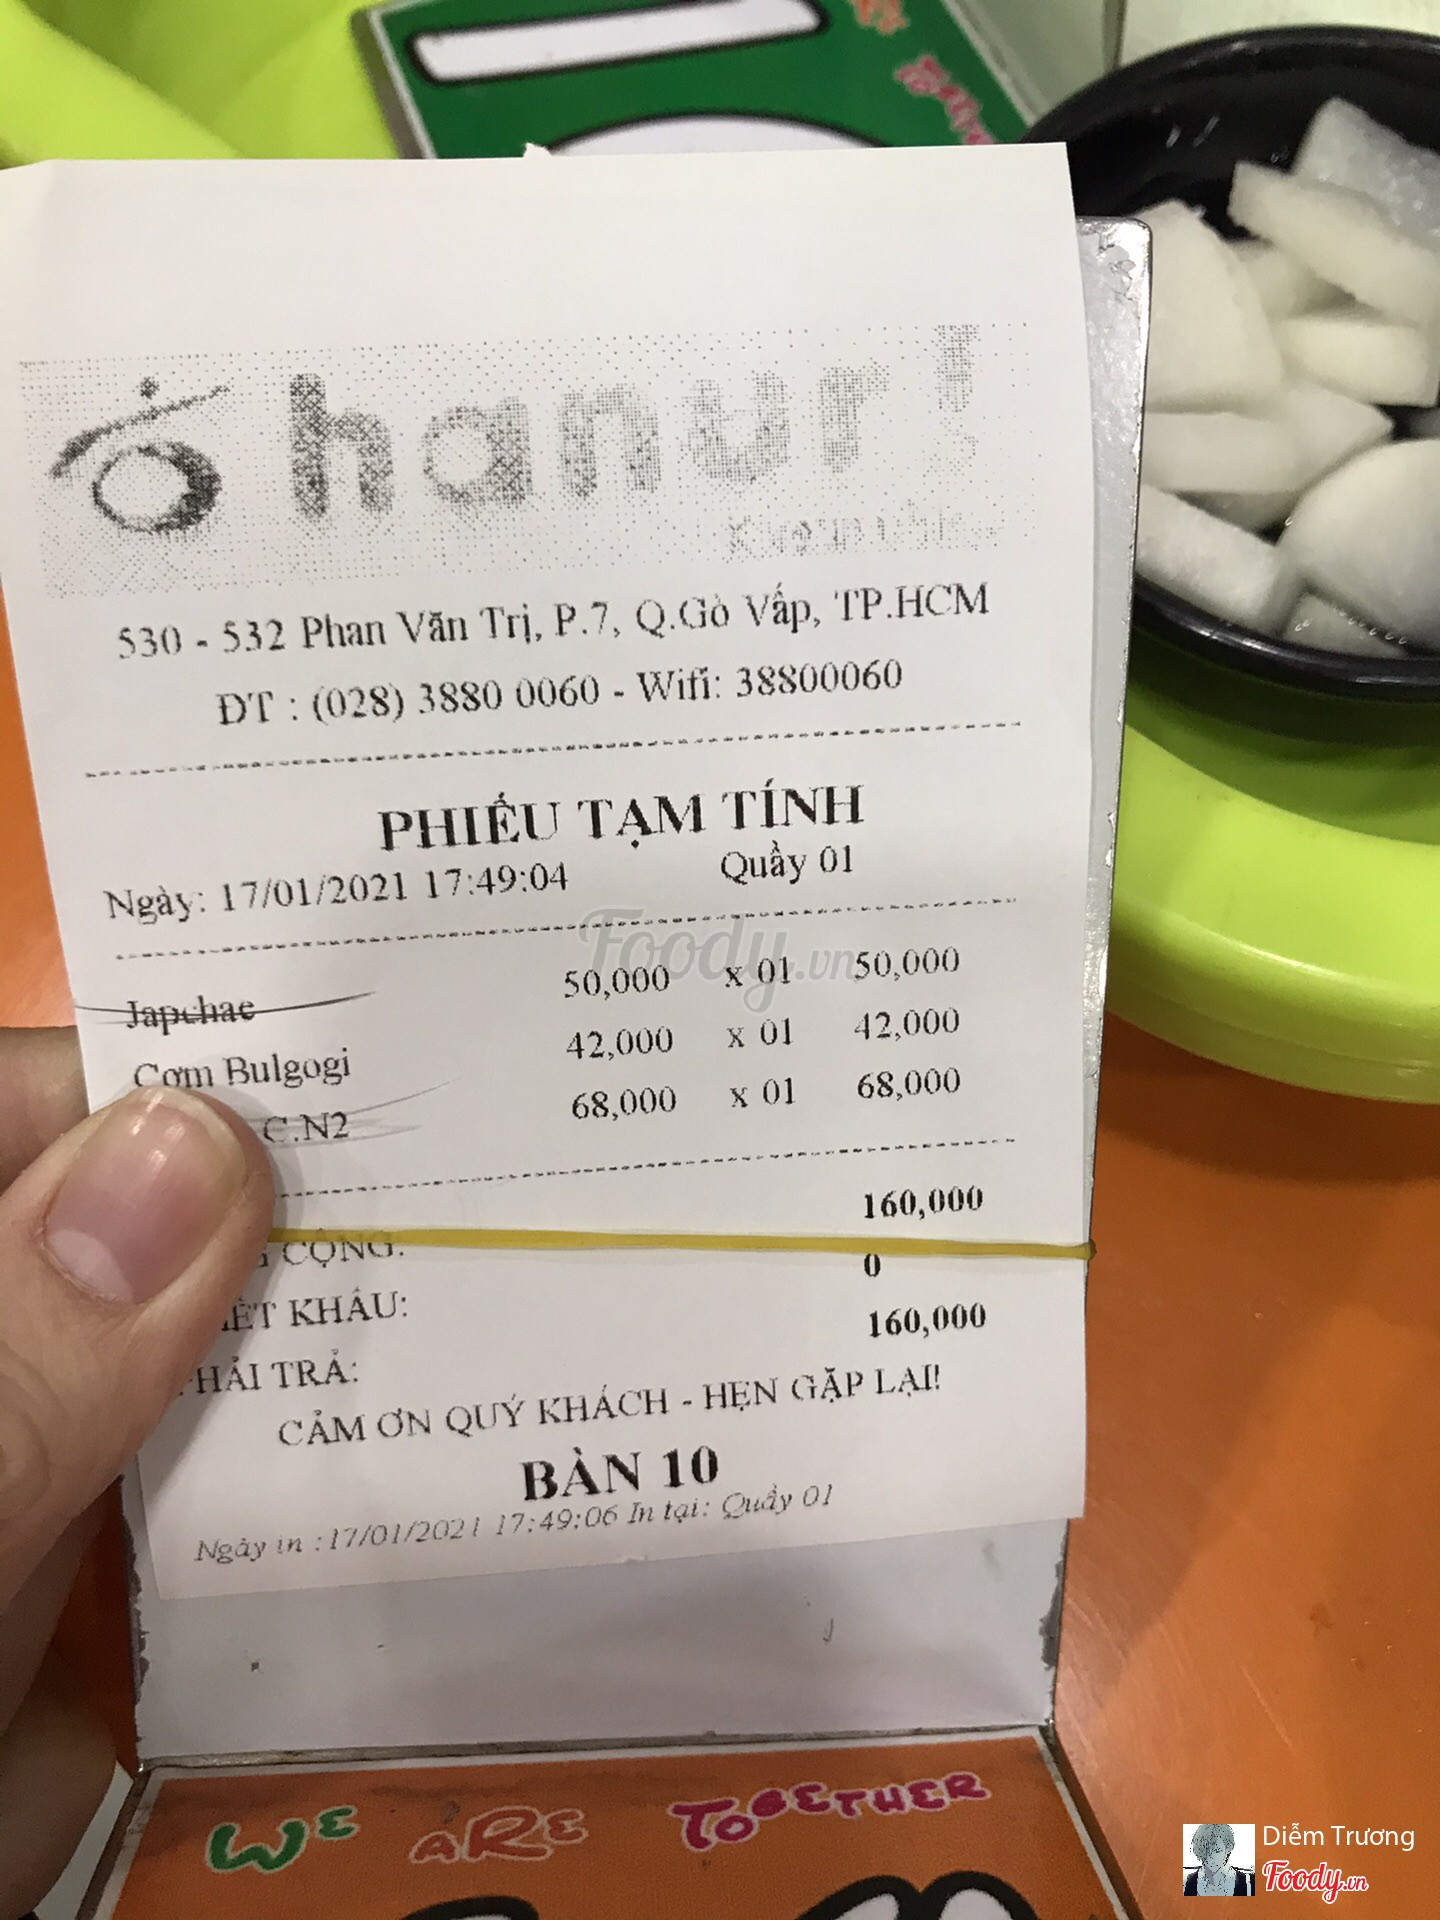 hanuri
530 - 532 Phan Văn Trị, P.7, Q.Gò Vấp, TP.HCM
ĐT : (028) 3880 0060 - Wifi: 38800060
PHIẾU TẠM TÍNH
Ngày: 17/01/2021 17:49:04 Quầy 01
Japchae 50,000 x 01 50,000
Cơm Bulgogi 42,000 x 01 42,000
C.N2 68,000 x 01 68,000
CỘNG: 160,000
KHẤU: 0
TRẢ: 160,000
CẢM ƠN QUÝ KHÁCH - HẸN GẶP LẠI!
BÀN 10
Ngày in :17/01/2021 17:49:06 In tại: Quầy 01
Foody.vn
WE ARE TOGETHER
Diễm Trương
Foody.vn